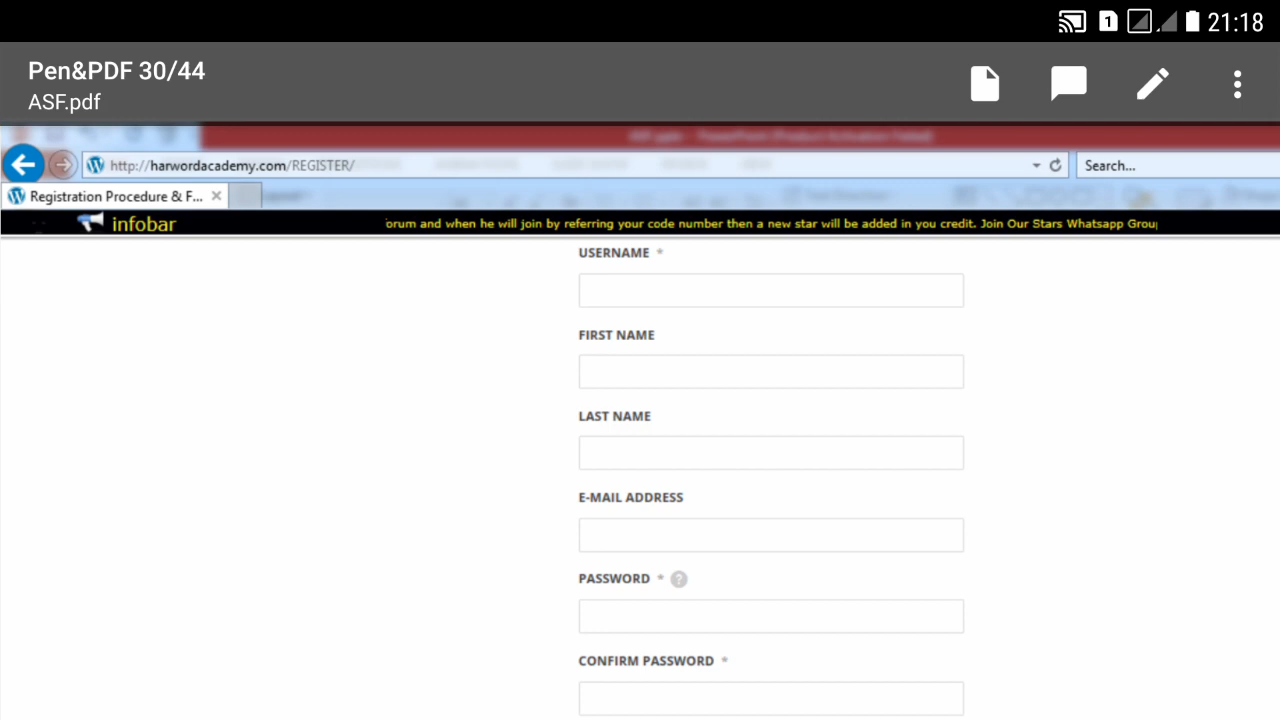 1 21:18
Pen&PDF 30/44
ASF.pdf
http://harwordacademy.com/REGISTER/
Search...
Registration Procedure & F...
infobar
orum and when he will join by referring your code number then a new star will be added in you credit. Join Our Stars Whatsapp Group
USERNAME *
FIRST NAME
LAST NAME
E-MAIL ADDRESS
PASSWORD * ?
CONFIRM PASSWORD *